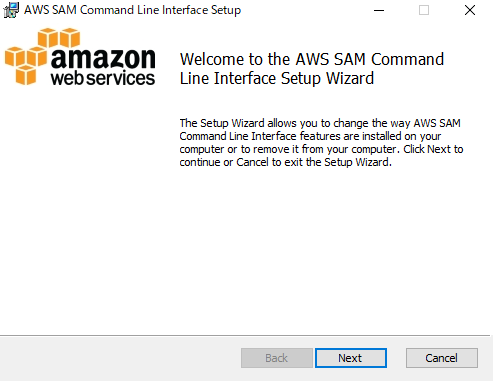 AWS SAM Command Line Interface Setup
amazon
web services
Welcome to the AWS SAM Command
Line Interface Setup Wizard
The Setup Wizard allows you to change the way AWS SAM
Command Line Interface features are installed on your
computer or to remove it from your computer. Click Next to
continue or Cancel to exit the Setup Wizard.
Back
Next
Cancel